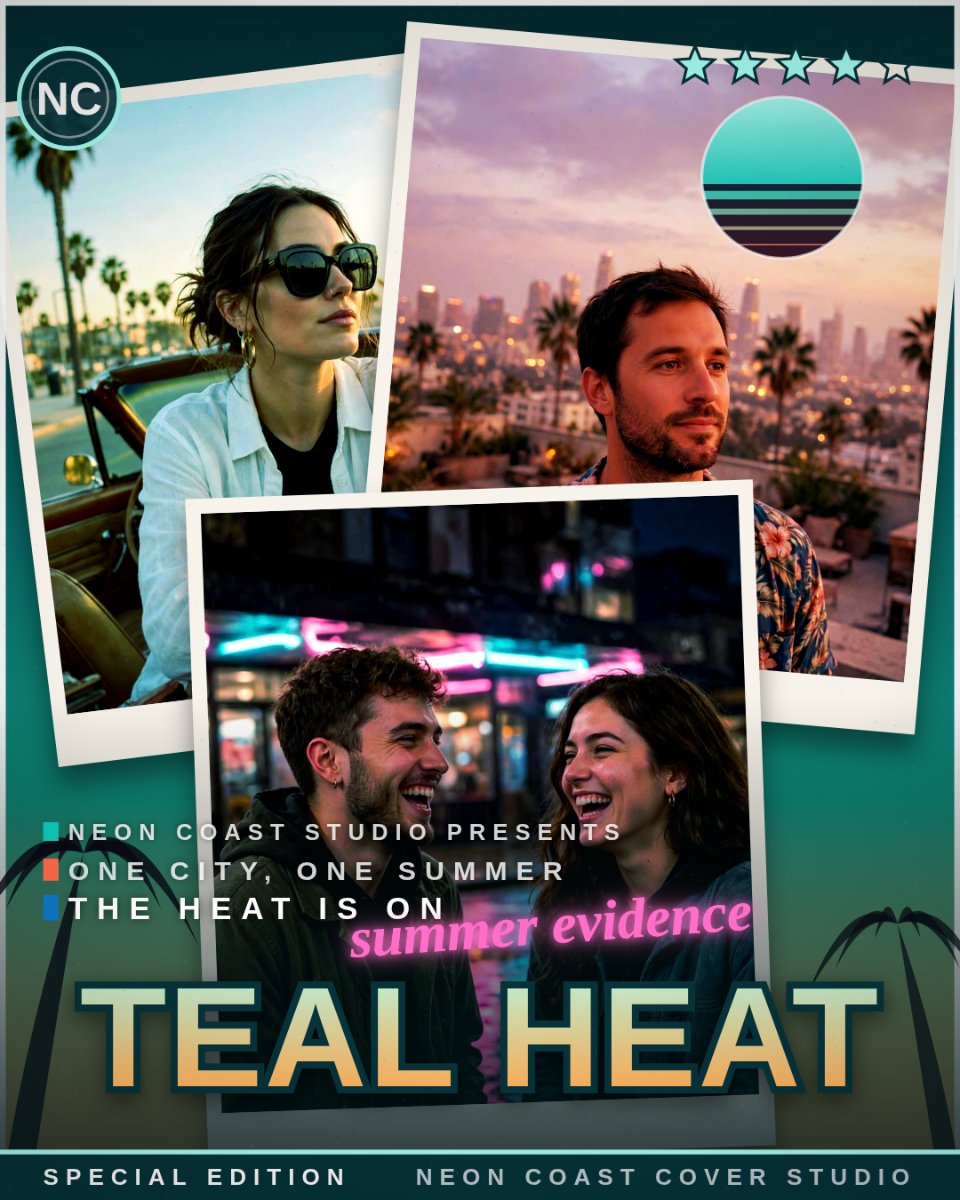 NC
NEON COAST STUDIO PRESENTS
ONE CITY, ONE SUMMER
THE HEAT IS ON
summer evidence
TEAL HEAT
SPECIAL EDITION
NEON COAST COVER STUDIO